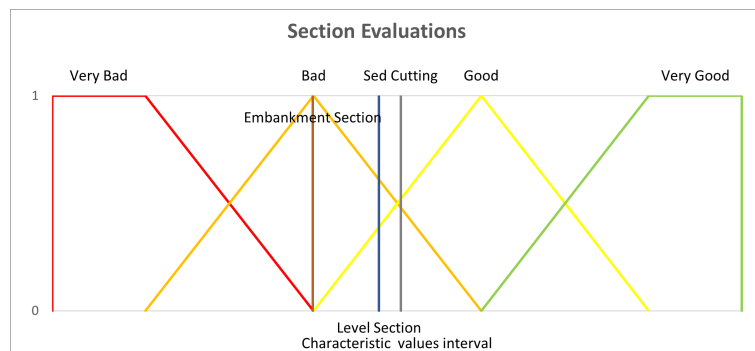 Section Evaluations
Very Bad Bad Sed Cutting Good Very Good
1
Embankment Section
0
Level Section
Characteristic values interval